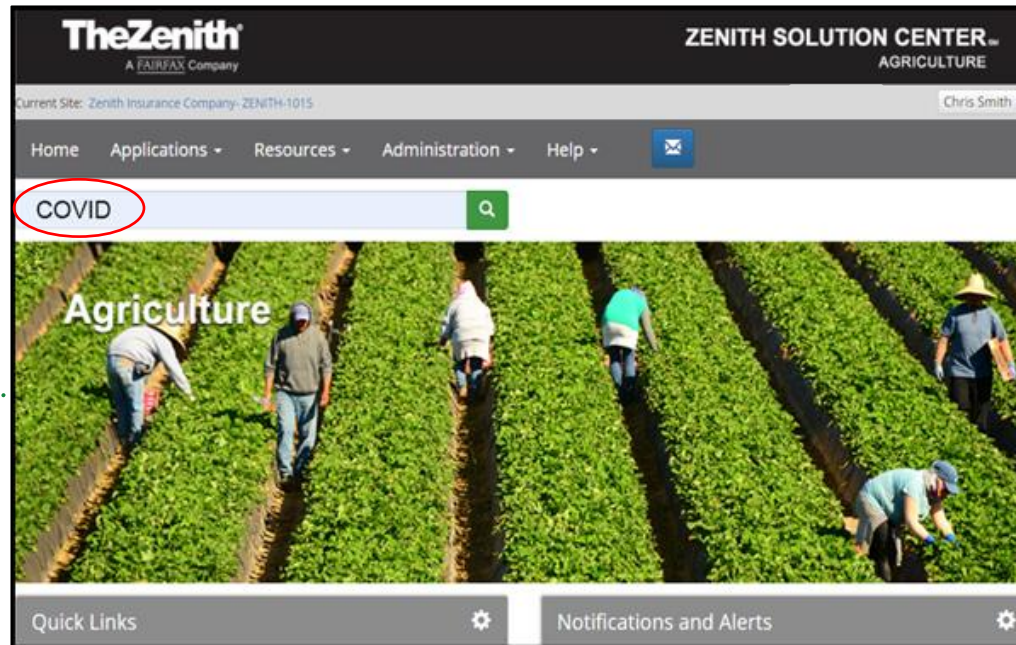 TheZenith®
A FAIRFAX Company
ZENITH SOLUTION CENTER℠
AGRICULTURE
Current Site: Zenith Insurance Company- ZENITH-1015
Chris Smith
Home Applications Resources Administration Help
COVID
Agriculture
Quick Links
Notifications and Alerts